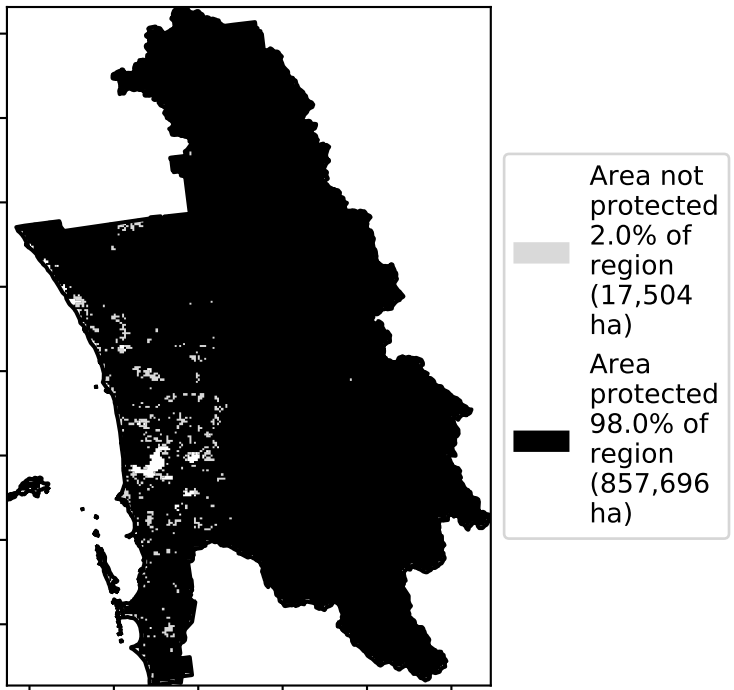 Area not
protected
2.0% of
region
(17,504
ha)
Area
protected
98.0% of
region
(857,696
ha)